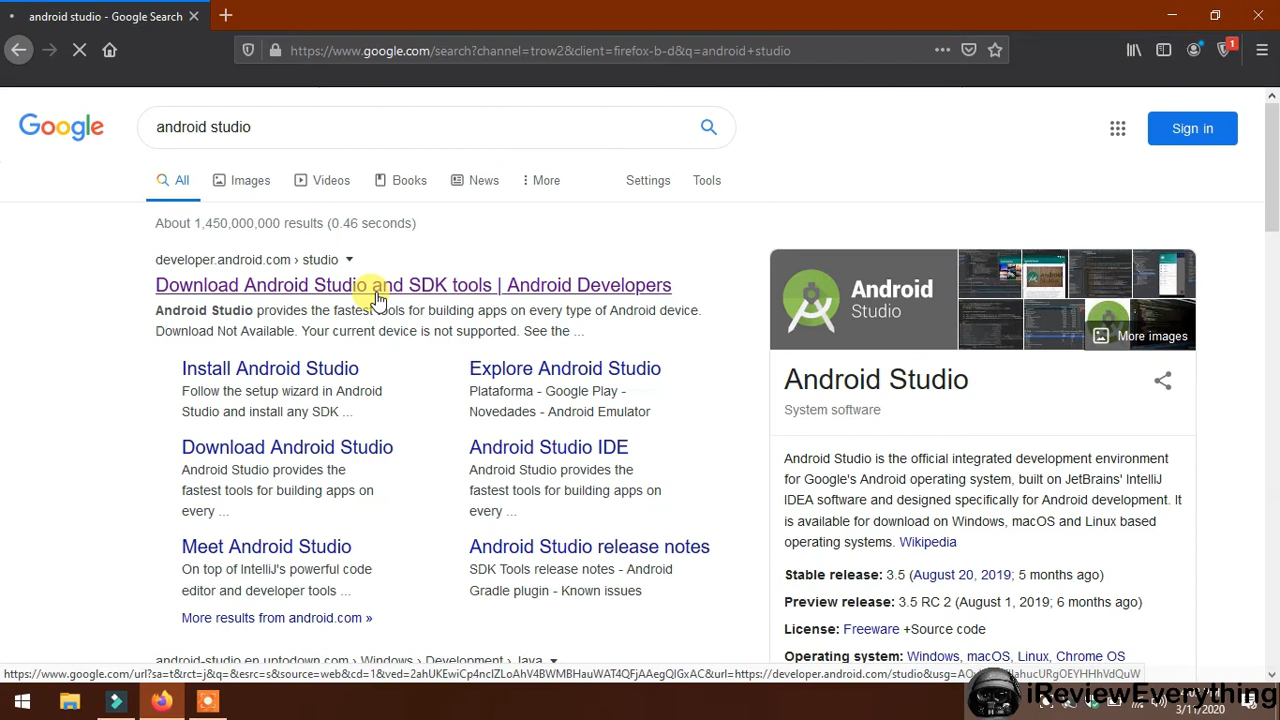 android studio - Google Search
https://www.google.com/search?channel=trow2&client=firefox-b-d&q=android+studio
1
Google
android studio
Sign in
All
Images
Videos
Books
News
More
Settings
Tools
About 1,450,000,000 results (0.46 seconds)
developer.android.com › studio
Download Android Studio and SDK tools | Android Developers
Android Studio provides the fastest tools for building apps on every type of Android device.
Download Not Available. Your current device is not supported. See the ...
Install Android Studio
Follow the setup wizard in Android
Studio and install any SDK ...
Explore Android Studio
Plataforma - Google Play -
Novedades - Android Emulator
Download Android Studio
Android Studio provides the
fastest tools for building apps on
every ...
Android Studio IDE
Android Studio provides the
fastest tools for building apps on
every ...
Meet Android Studio
On top of IntelliJ's powerful code
editor and developer tools ...
Android Studio release notes
SDK Tools release notes - Android
Gradle plugin - Known issues
More results from android.com »
android-studio.en.uptodown.com › Windows › Development › Java
Android
Studio
More images
Android Studio
System software
Android Studio is the official integrated development environment
for Google's Android operating system, built on JetBrains' IntelliJ
IDEA software and designed specifically for Android development. It
is available for download on Windows, macOS and Linux based
operating systems. Wikipedia
Stable release: 3.5 (August 20, 2019; 5 months ago)
Preview release: 3.5 RC 2 (August 1, 2019; 6 months ago)
License: Freeware +Source code
Operating system: Windows, macOS, Linux, Chrome OS
iReviewEverything
3/11/2020